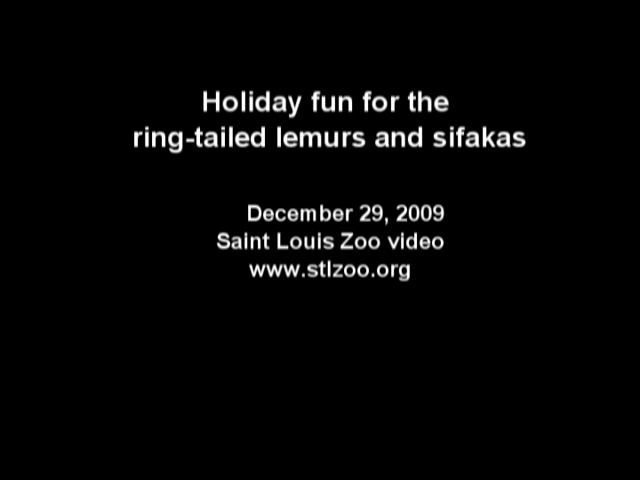 Holiday fun for the
ring-tailed lemurs and sifakas
December 29, 2009
Saint Louis Zoo video
www.stlzoo.org